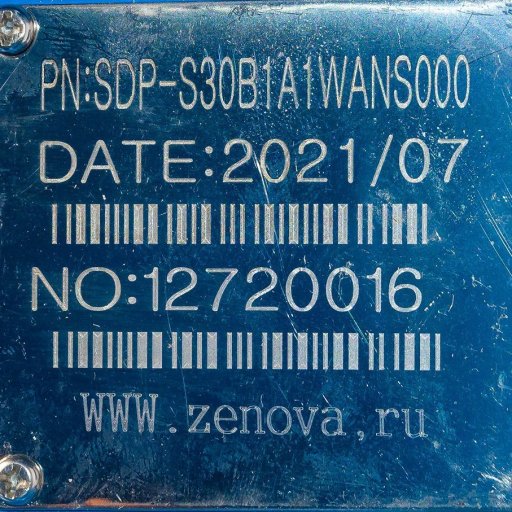 PN:SDP-S30B1A1WANS000
DATE:2021/07
NO:12720016
WWW.zenova,ru